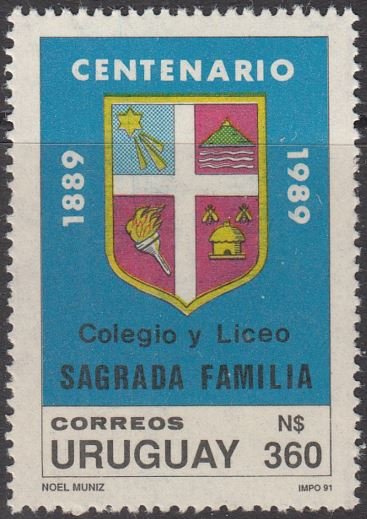 CENTENARIO
1889
1989
Colegio y Liceo
SAGRADA FAMILIA
CORREOS N$
URUGUAY 360
NOEL MUNIZ IMPO 91